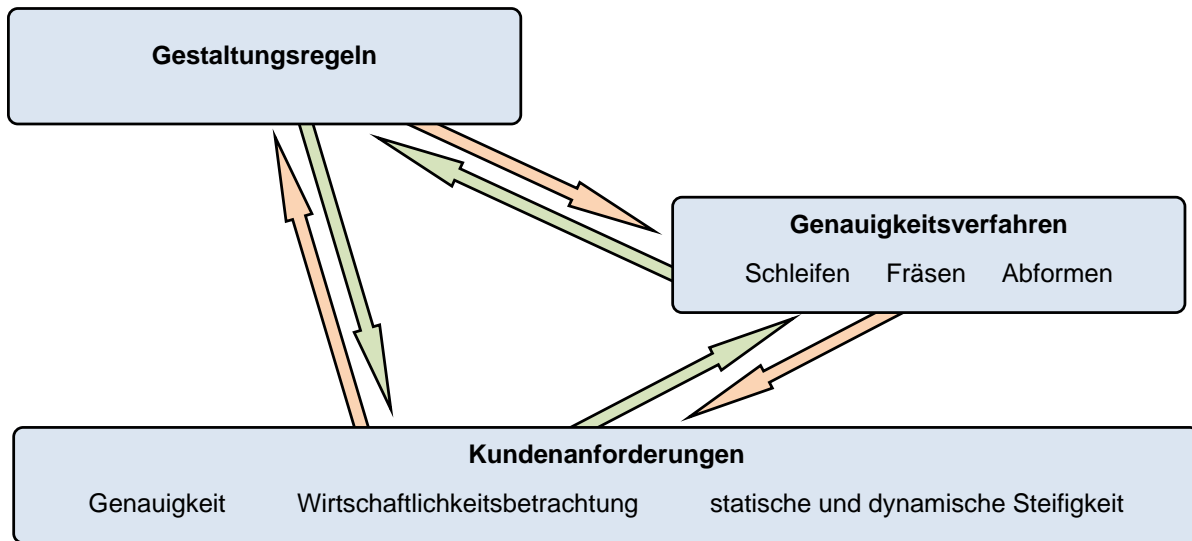 Gestaltungsregeln
Genauigkeitsverfahren
Schleifen Fräsen Abformen
Kundenanforderungen
Genauigkeit Wirtschaftlichkeitsbetrachtung statische und dynamische Steifigkeit